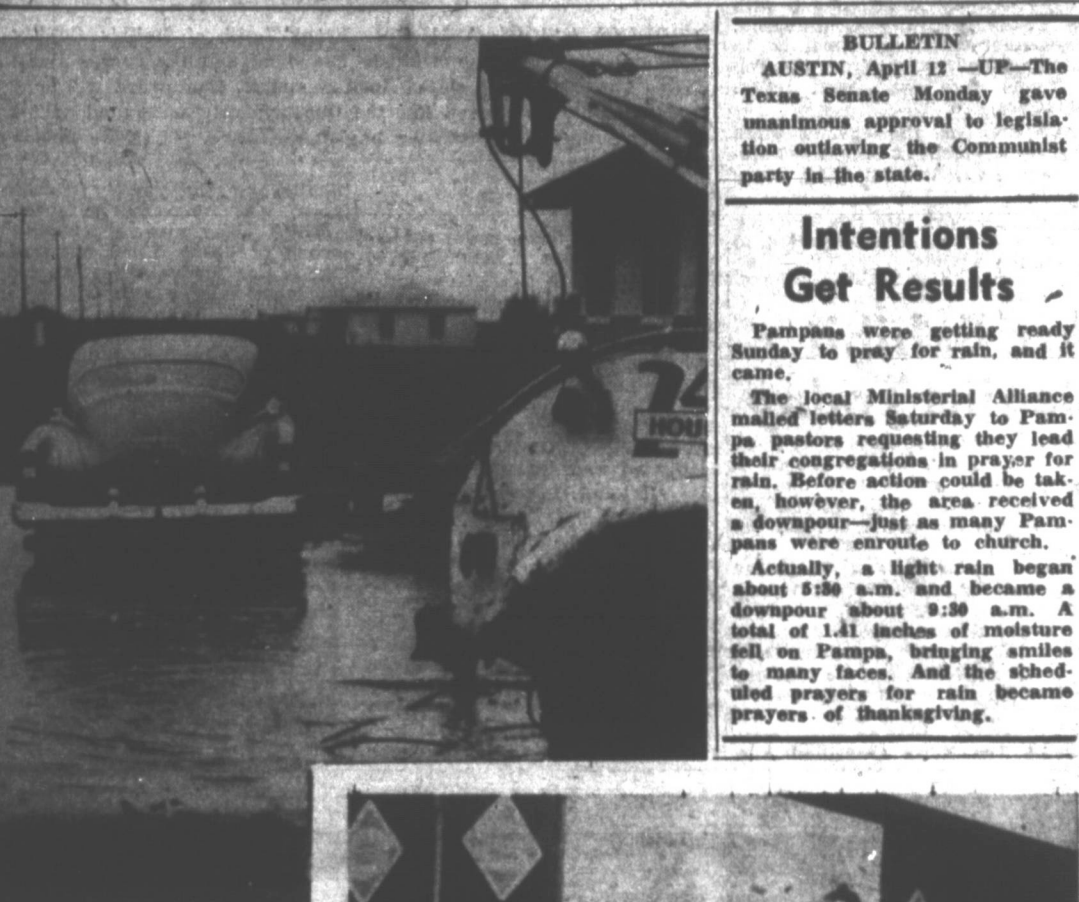 BULLETIN
AUSTIN, April 12 —UP—The
Texas Senate Monday gave
unanimous approval to legisla-
tion outlawing the Communist
party in the state.
Intentions
Get Results
Pampans were getting ready
Sunday to pray for rain, and it
came.
The local Ministerial Alliance
mailed letters Saturday to Pam-
pa pastors requesting they lead
their congregations in prayer for
rain. Before action could be tak-
en, however, the area received
a downpour—just as many Pam-
pans were enroute to church.
Actually, a light rain began
about 5:30 a.m. and became a
downpour about 9:30 a.m. A
total of 1.41 inches of moisture
fell on Pampa, bringing smiles
to many faces. And the sched-
uled prayers for rain became
prayers of thanksgiving.
24
HOU